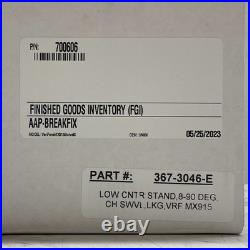 P/N: 700606
FINISHED GOODS INVENTORY (FGI)
AAP-BREAKFIX
05/25/2023
PART #: 367-3046-E
LOW CNTR STAND,8-90 DEG,
CH SWVL,LKG,VRF MX915